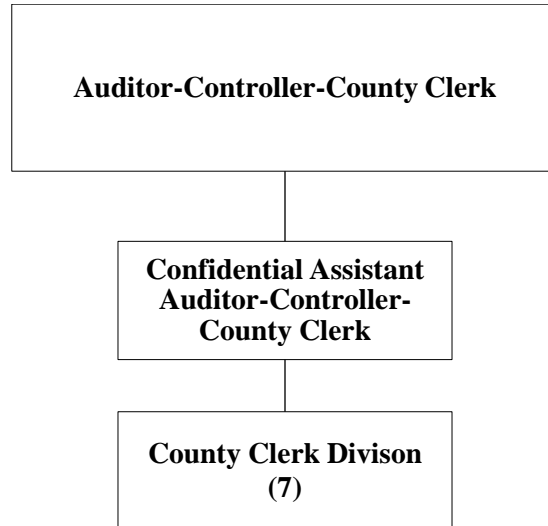 Auditor-Controller-County Clerk
Confidential Assistant
Auditor-Controller-
County Clerk
County Clerk Divison
(7)